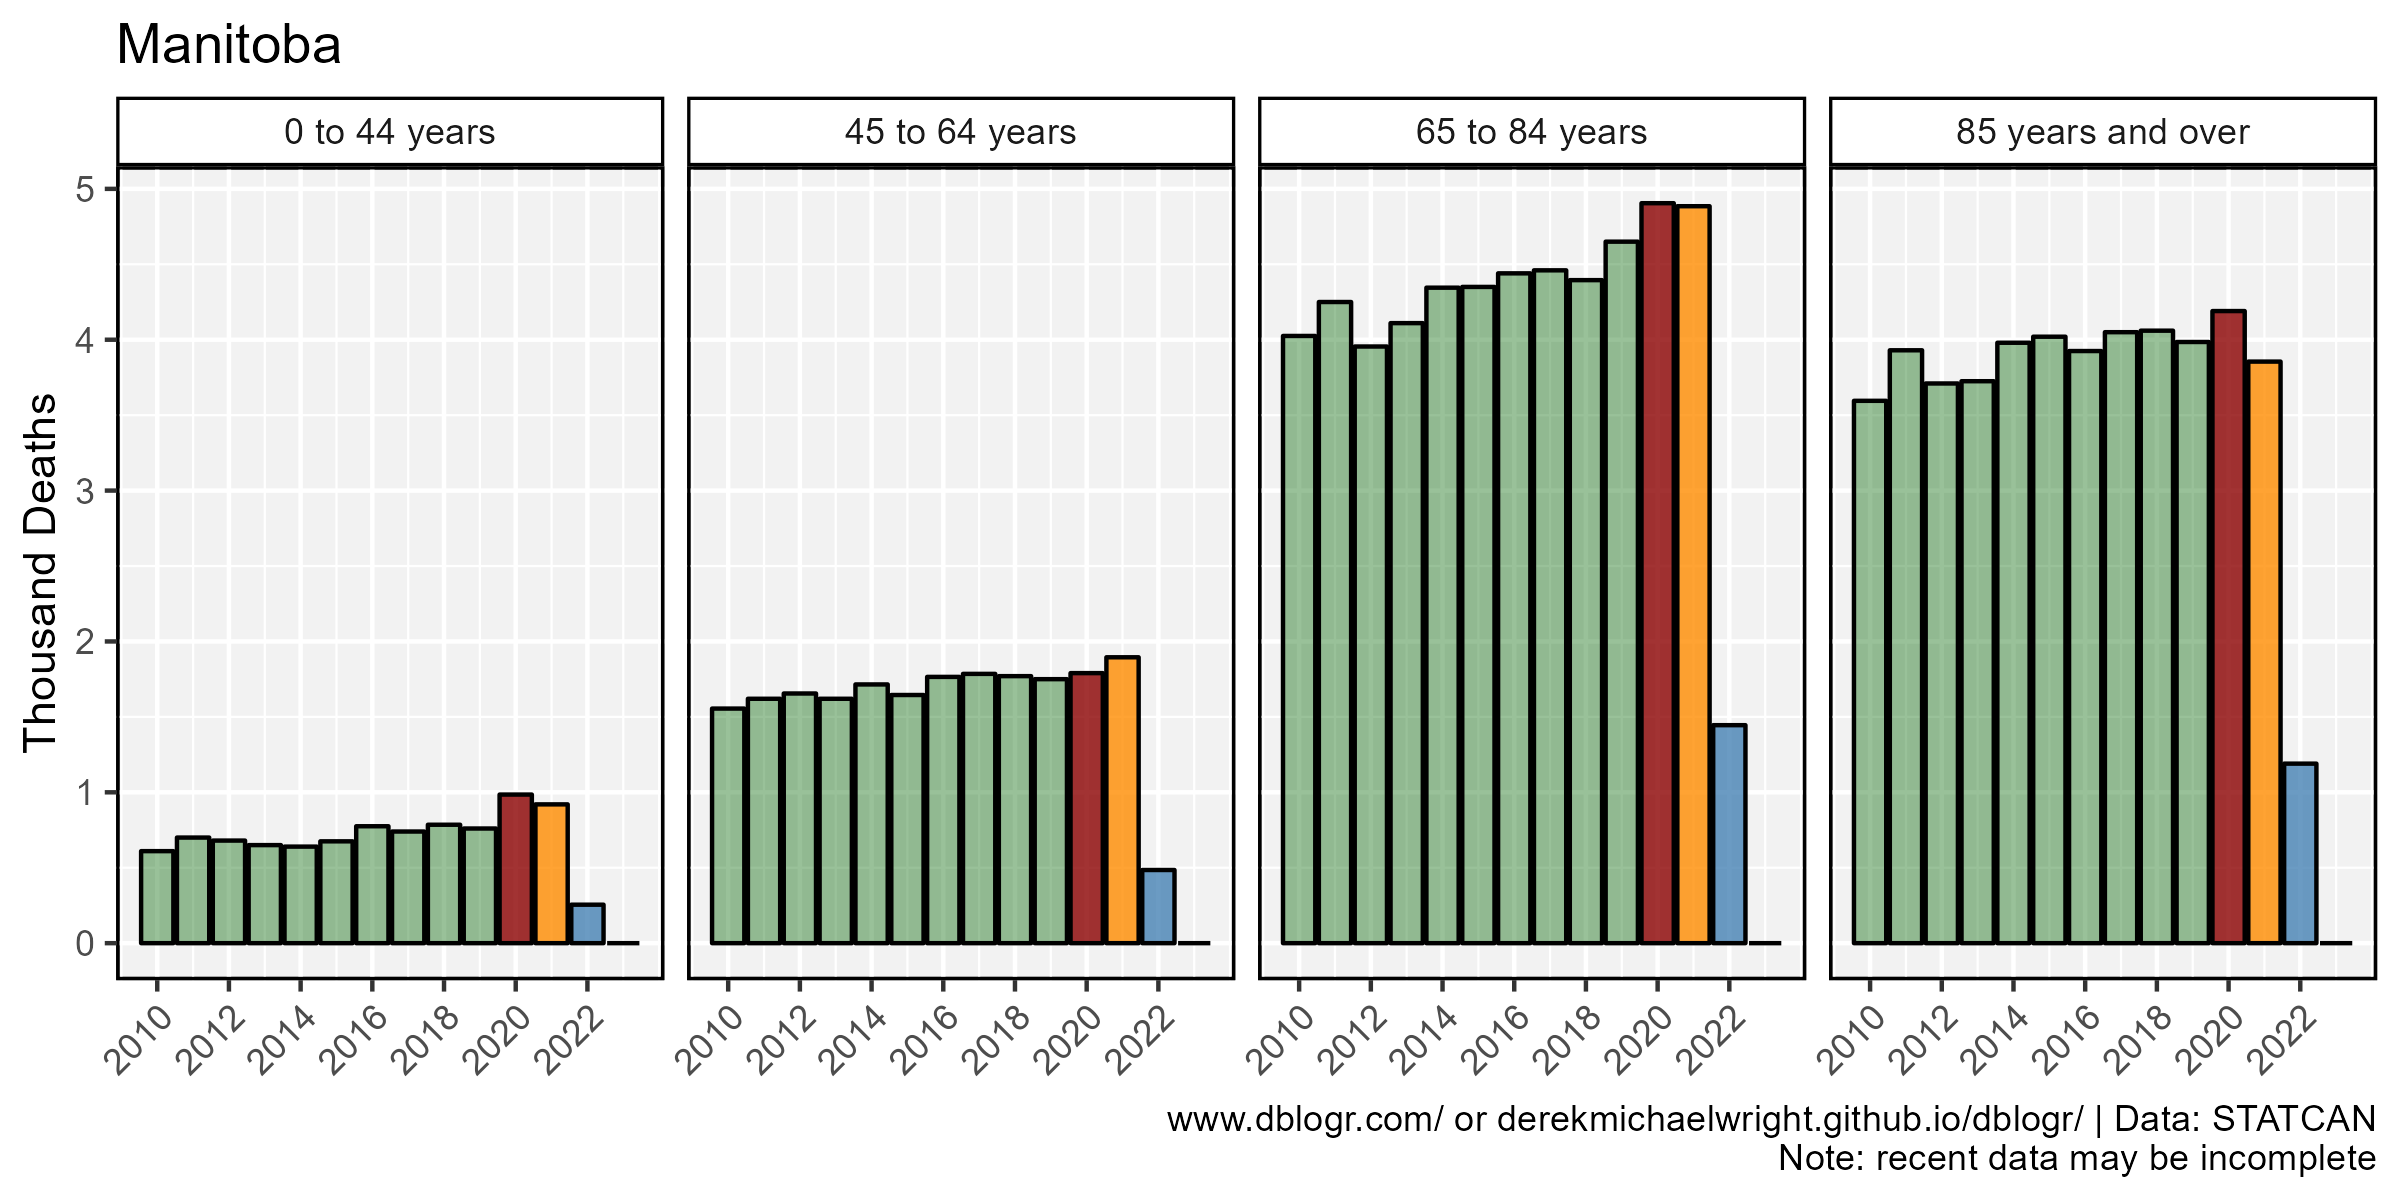 Manitoba
0 to 44 years
45 to 64 years
65 to 84 years
85 years and over
Thousand Deaths
5
4
3
2
1
0
2010 2012 2014 2016 2018 2020 2022
2010 2012 2014 2016 2018 2020 2022
2010 2012 2014 2016 2018 2020 2022
2010 2012 2014 2016 2018 2020 2022
www.dblogr.com/ or derekmichaelwright.github.io/dblogr/ | Data: STATCAN
Note: recent data may be incomplete